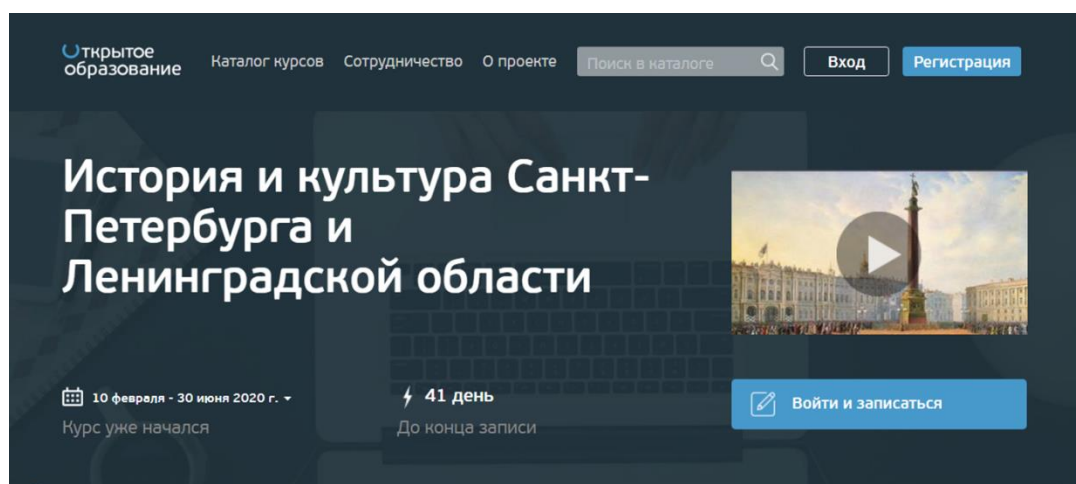 Открытое
образование
Каталог курсов
Сотрудничество
О проекте
Поиск в каталоге
Вход
Регистрация
История и культура Санкт-
Петербурга и
Ленинградской области
10 февраля - 30 июня 2020 г.
Курс уже начался
41 день
До конца записи
Войти и записаться